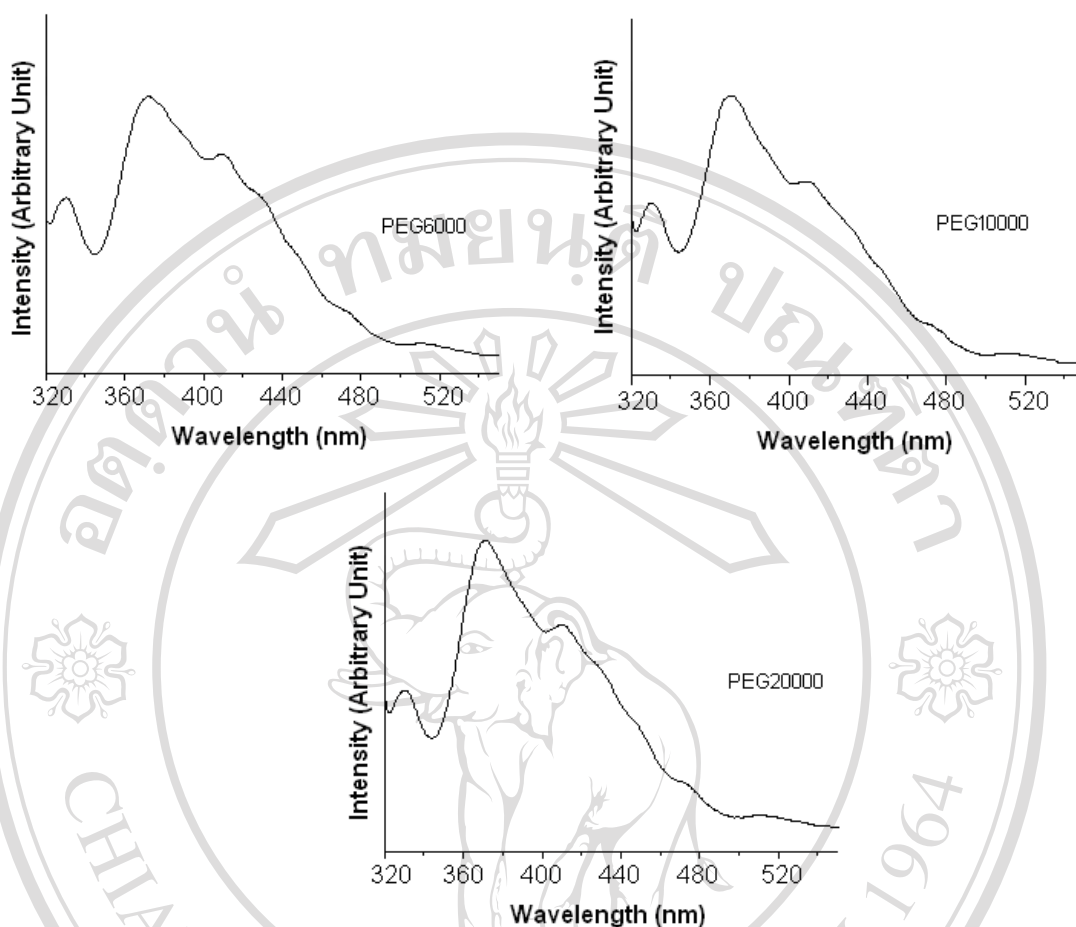 Intensity (Arbitrary Unit)
PEG6000
320 360 400 440 480 520
Wavelength (nm)
Intensity (Arbitrary Unit)
PEG10000
320 360 400 440 480 520
Wavelength (nm)
Intensity (Arbitrary Unit)
PEG20000
320 360 400 440 480 520
Wavelength (nm)
1964